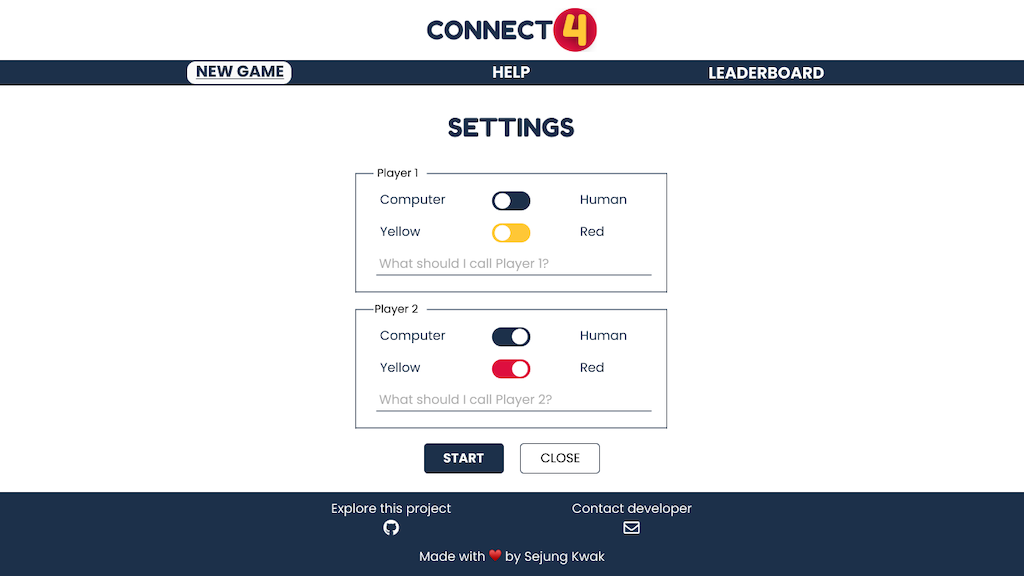 CONNECT4
NEW GAME HELP LEADERBOARD
SETTINGS
Player 1
Computer Human
Yellow Red
What should I call Player 1?
Player 2
Computer Human
Yellow Red
What should I call Player 2?
START CLOSE
Explore this project Contact developer
Made with ❤️ by Sejung Kwak